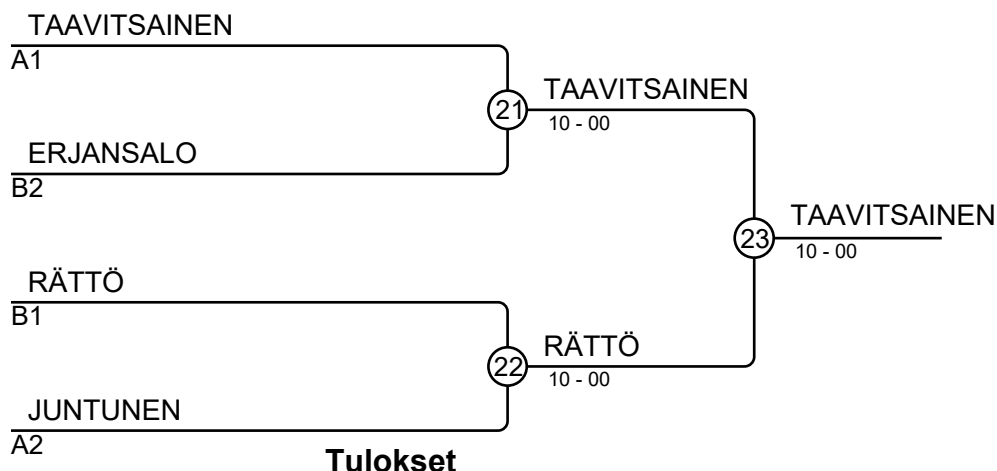 TAAVITSAINEN
A1
21
TAAVITSAINEN
10 - 00
ERJANSALO
B2
23
TAAVITSAINEN
10 - 00
RÄTTÖ
B1
22
RÄTTÖ
10 - 00
JUNTUNEN
A2
Tulokset